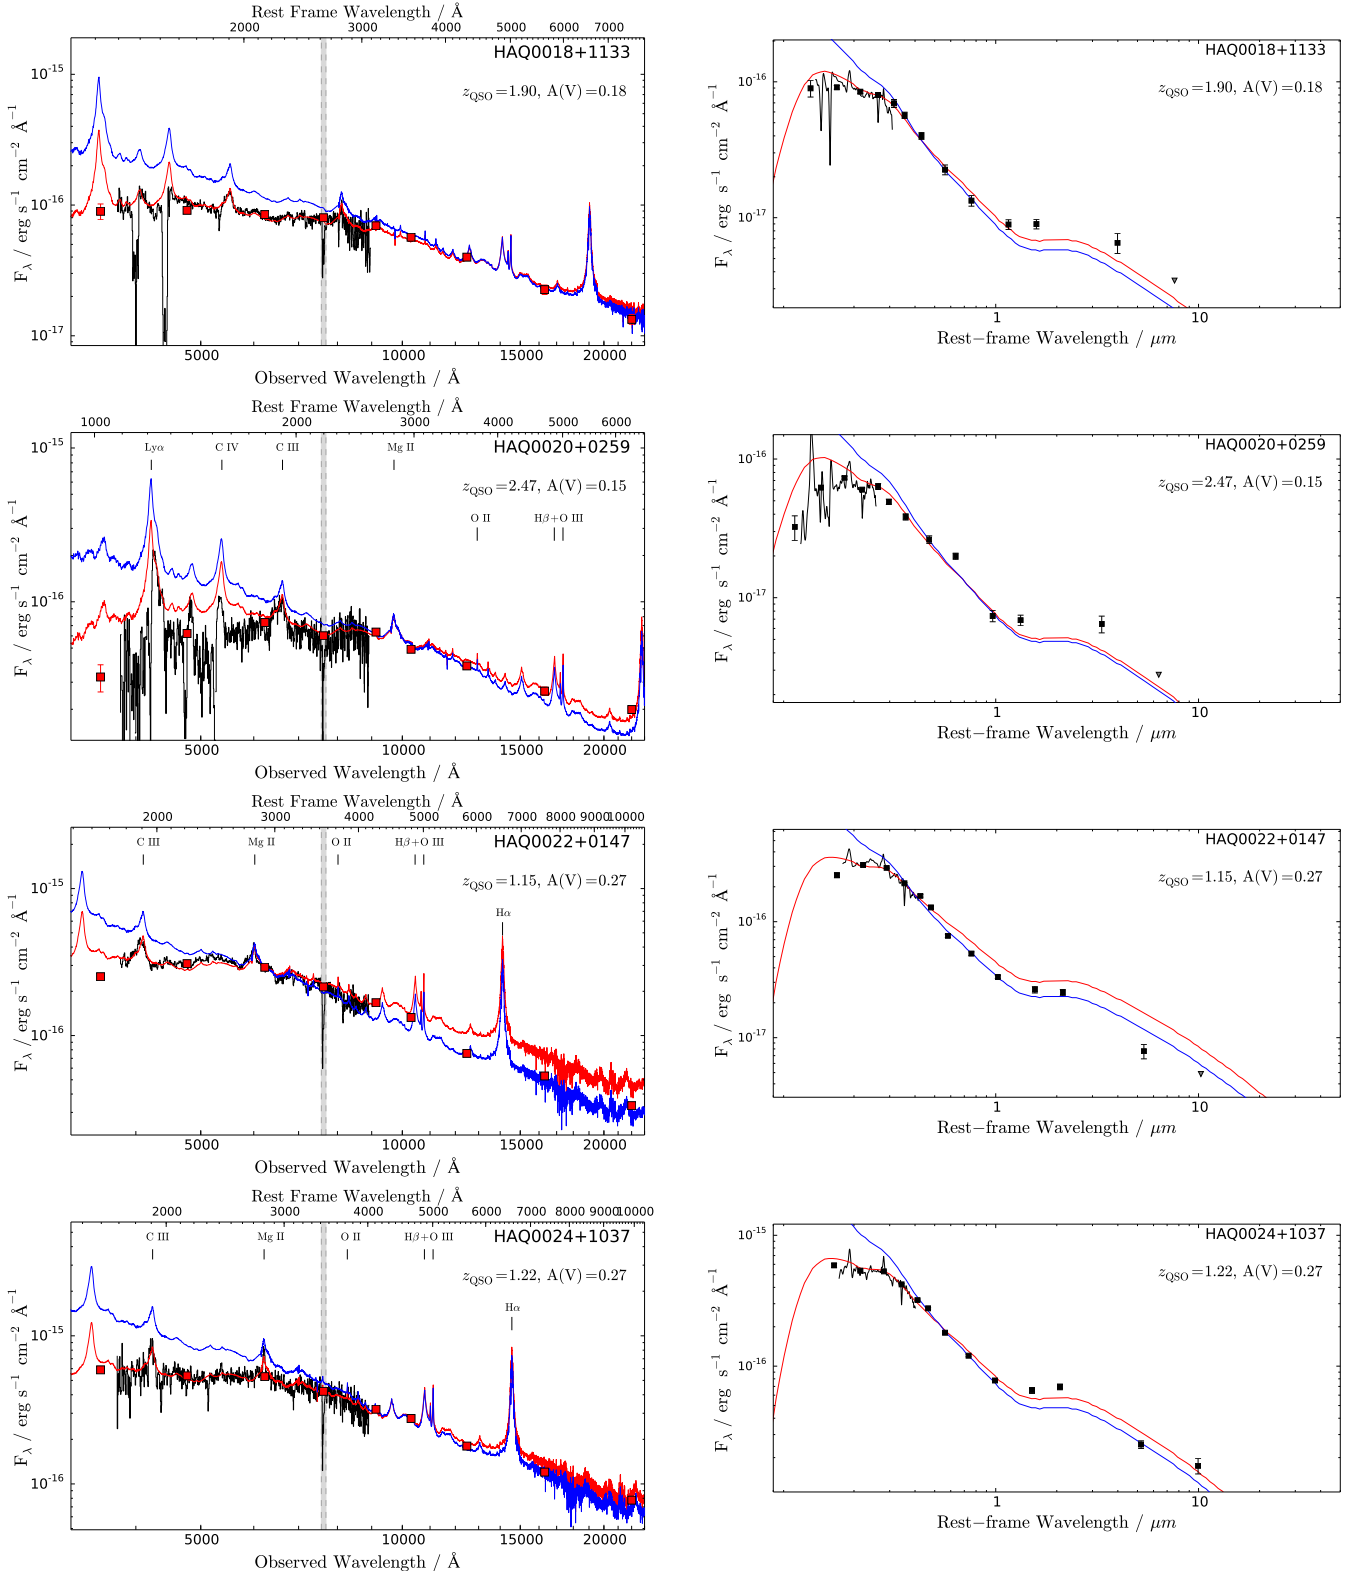 Rest Frame Wavelength / Å
2000 3000 4000 5000 6000 7000
HAQ0018+1133
z_QSO=1.90, A(V)=0.18
10⁻¹⁵
10⁻¹⁶
10⁻¹⁷
F_λ / erg s⁻¹ cm⁻² Å⁻¹
5000 10000 15000 20000
Observed Wavelength / Å
HAQ0018+1133
z_QSO=1.90, A(V)=0.18
10⁻¹⁶
10⁻¹⁷
F_λ / erg s⁻¹ cm⁻² Å⁻¹
1 10
Rest−frame Wavelength / μm
Rest Frame Wavelength / Å
1000 2000 3000 4000 5000 6000
HAQ0020+0259
Lyα C IV C III Mg II
z_QSO=2.47, A(V)=0.15
O II Hβ+O III
10⁻¹⁵
10⁻¹⁶
F_λ / erg s⁻¹ cm⁻² Å⁻¹
5000 10000 15000 20000
Observed Wavelength / Å
HAQ0020+0259
z_QSO=2.47, A(V)=0.15
10⁻¹⁶
10⁻¹⁷
F_λ / erg s⁻¹ cm⁻² Å⁻¹
1 10
Rest−frame Wavelength / μm
Rest Frame Wavelength / Å
2000 3000 4000 5000 6000 7000 8000 9000 10000
HAQ0022+0147
C III Mg II O II Hβ+O III
z_QSO=1.15, A(V)=0.27
Hα
10⁻¹⁵
10⁻¹⁶
F_λ / erg s⁻¹ cm⁻² Å⁻¹
5000 10000 15000 20000
Observed Wavelength / Å
HAQ0022+0147
z_QSO=1.15, A(V)=0.27
10⁻¹⁶
10⁻¹⁷
F_λ / erg s⁻¹ cm⁻² Å⁻¹
1 10
Rest−frame Wavelength / μm
Rest Frame Wavelength / Å
2000 3000 4000 5000 6000 7000 8000 9000 10000
HAQ0024+1037
C III Mg II O II Hβ+O III
z_QSO=1.22, A(V)=0.27
Hα
10⁻¹⁵
10⁻¹⁶
F_λ / erg s⁻¹ cm⁻² Å⁻¹
5000 10000 15000 20000
Observed Wavelength / Å
HAQ0024+1037
z_QSO=1.22, A(V)=0.27
10⁻¹⁵
10⁻¹⁶
F_λ / erg s⁻¹ cm⁻² Å⁻¹
1 10
Rest−frame Wavelength / μm